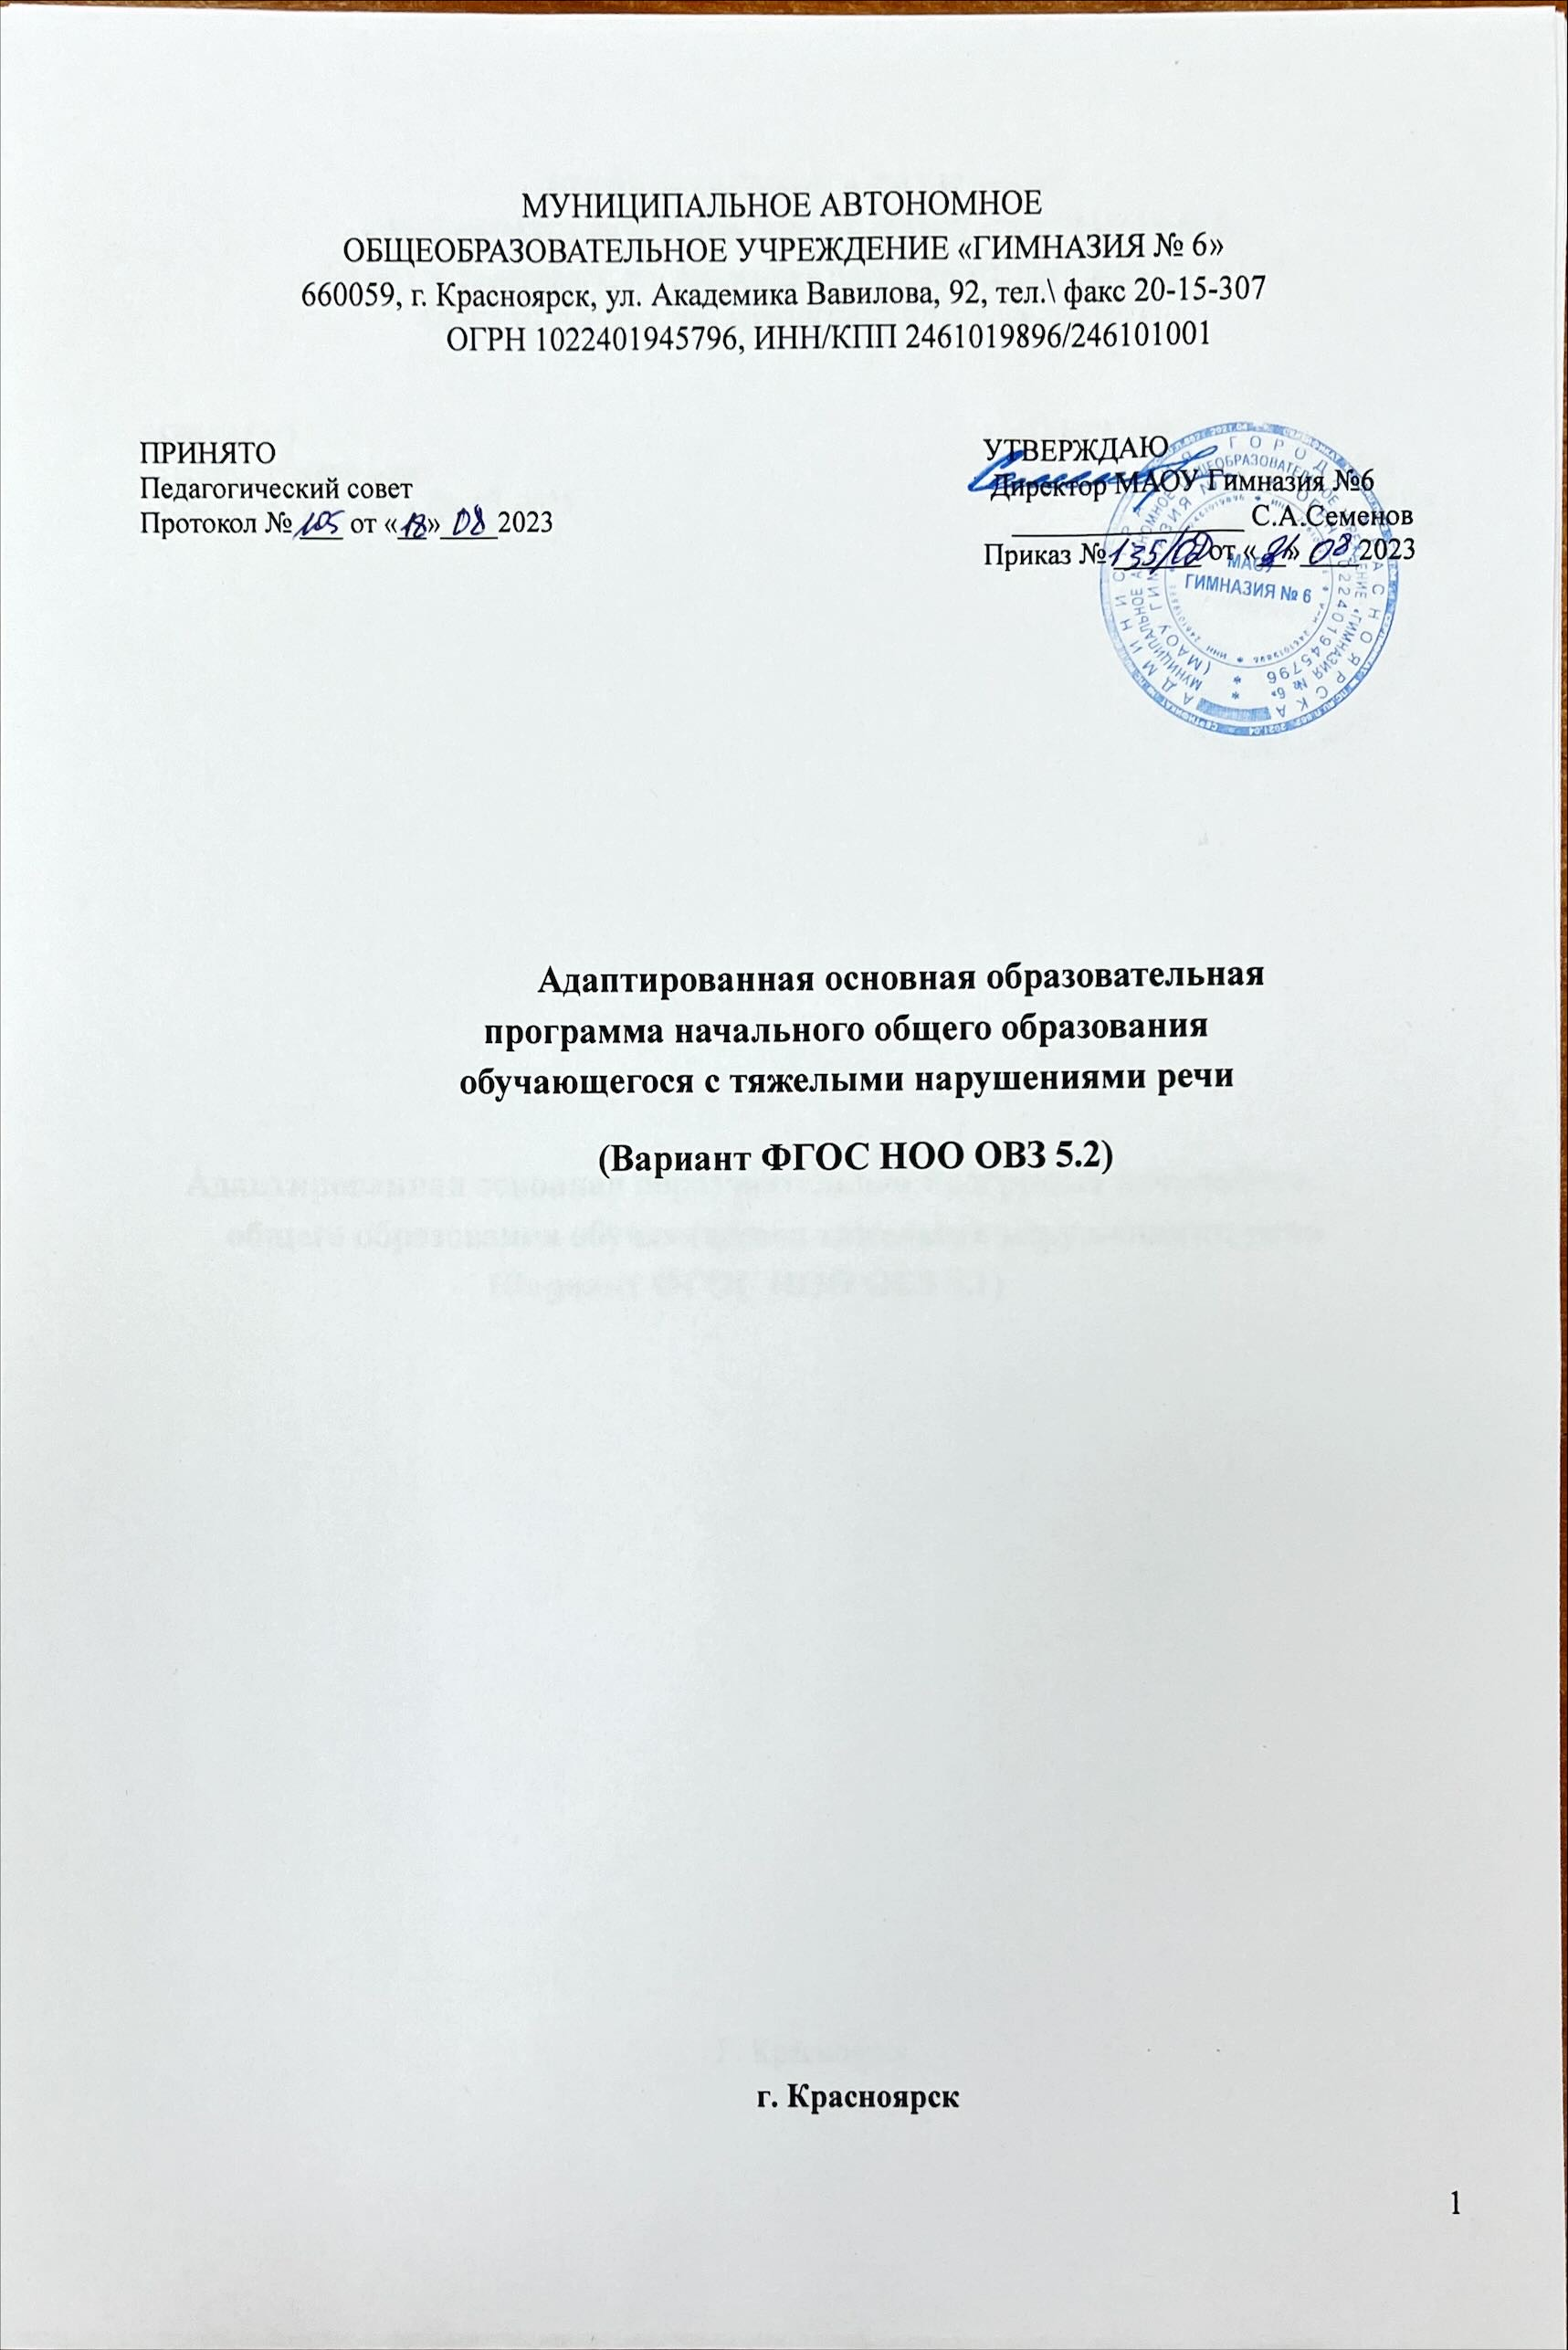 МУНИЦИПАЛЬНОЕ АВТОНОМНОЕ
ОБЩЕОБРАЗОВАТЕЛЬНОЕ УЧРЕЖДЕНИЕ «ГИМНАЗИЯ № 6»
660059, г. Красноярск, ул. Академика Вавилова, 92, тел.\ факс 20-15-307
ОГРН 1022401945796, ИНН/КПП 2461019896/246101001
ПРИНЯТО
Педагогический совет
Протокол № 105 от «18» 08 2023
УТВЕРЖДАЮ
Директор МАОУ Гимназия №6
С.А.Семенов
Приказ № 135/ от « » 08 2023
МАОУ
ГИМНАЗИЯ № 6
Адаптированная основная образовательная
программа начального общего образования
обучающегося с тяжелыми нарушениями речи
(Вариант ФГОС НОО ОВЗ 5.2)
г. Красноярск
1